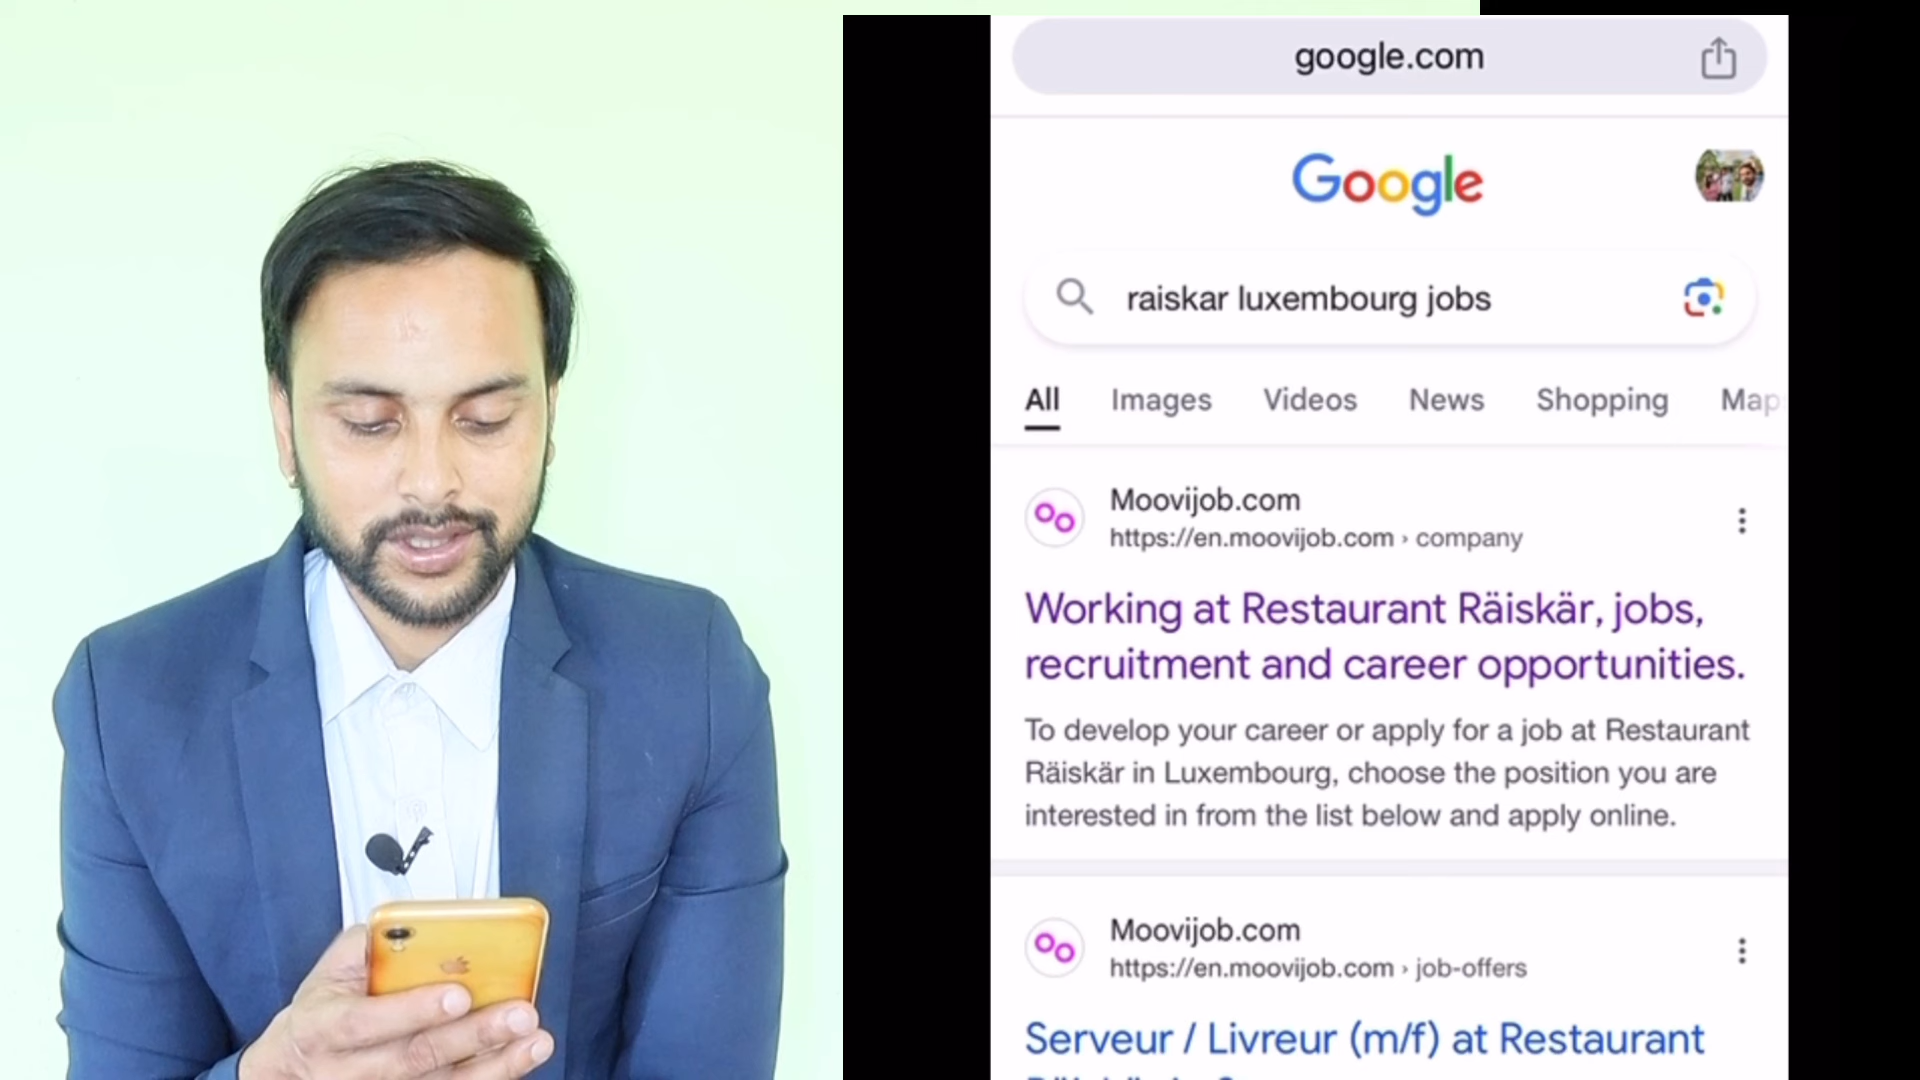 google.com
Google
raiskar luxembourg jobs
All Images Videos News Shopping Map
Moovijob.com
https://en.moovijob.com › company
Working at Restaurant Räiskär, jobs,
recruitment and career opportunities.
To develop your career or apply for a job at Restaurant
Räiskär in Luxembourg, choose the position you are
interested in from the list below and apply online.
Moovijob.com
https://en.moovijob.com › job-offers
Serveur / Livreur (m/f) at Restaurant